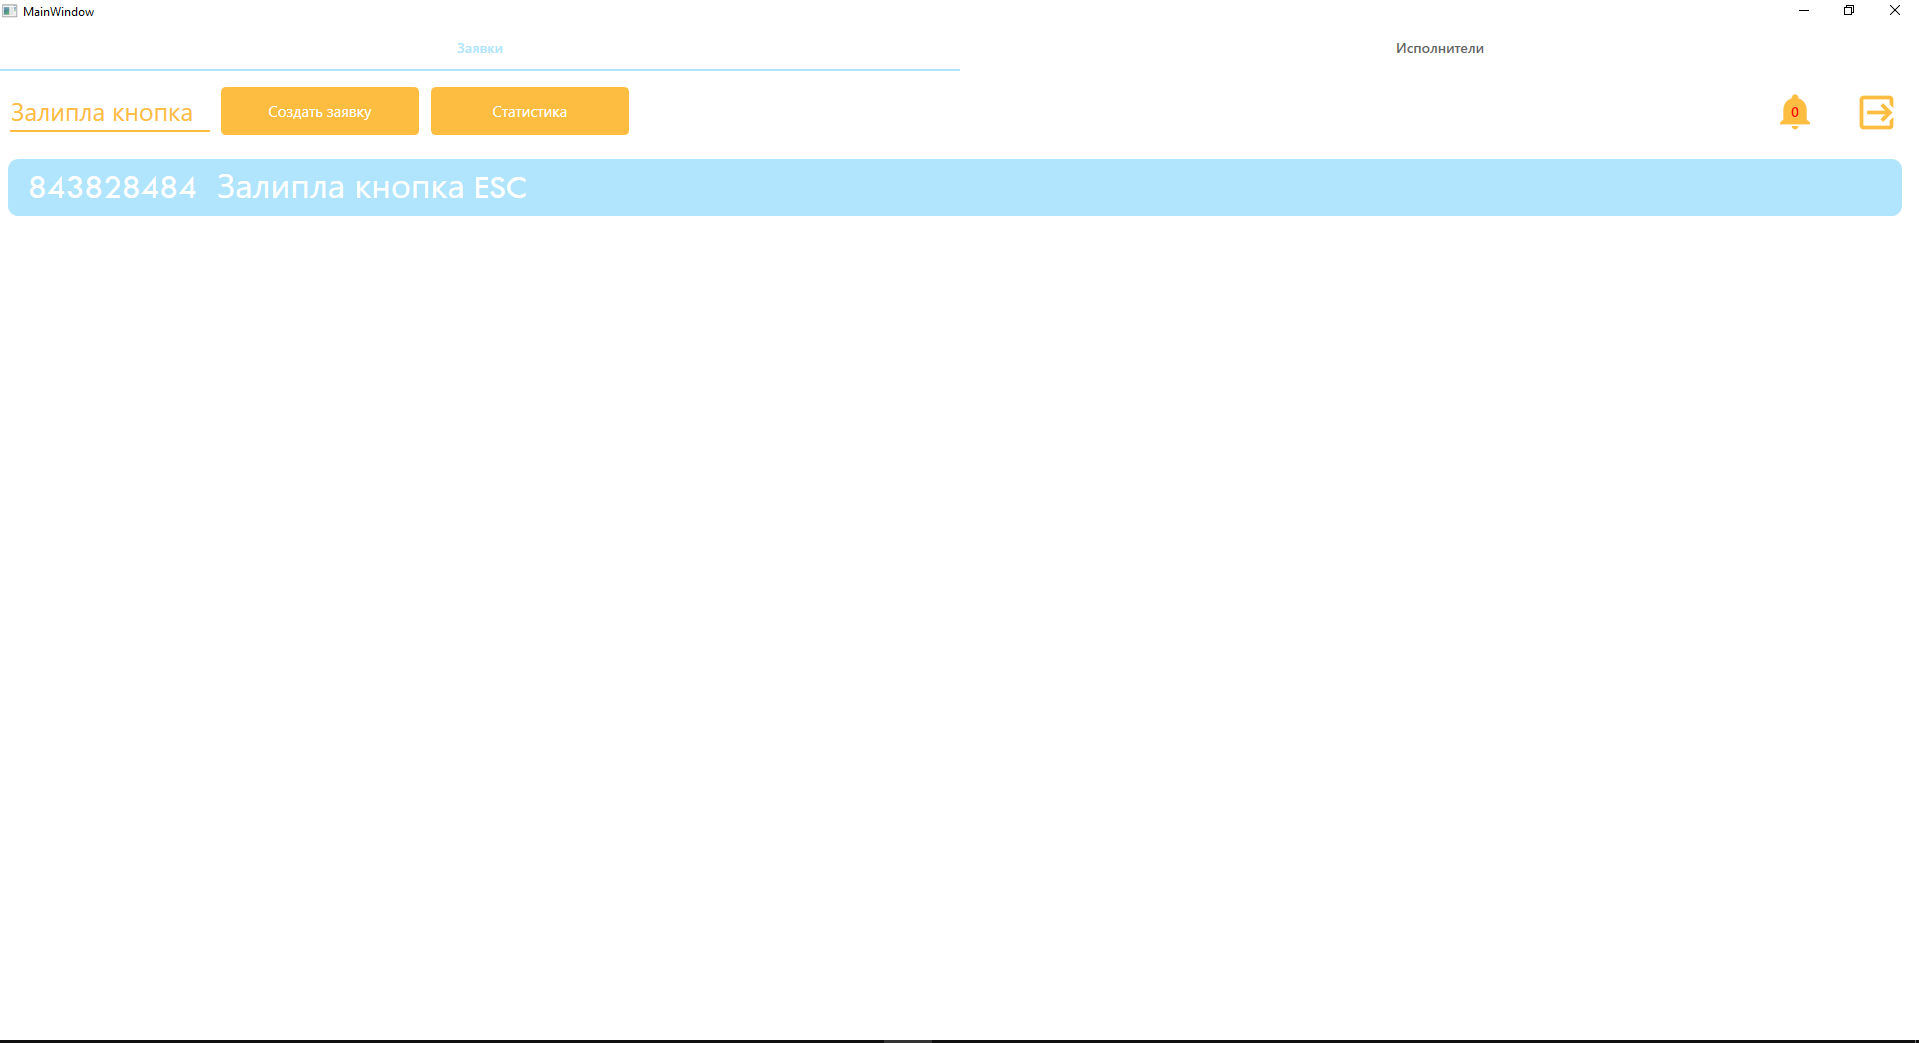 MainWindow
Заявки Исполнители
Залипла кнопка Создать заявку Статистика 0
843828484 Залипла кнопка ESC